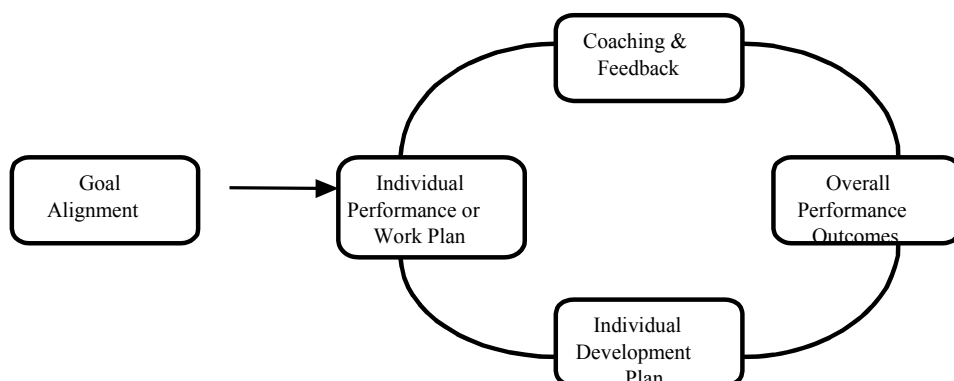 Coaching &
Feedback
Goal
Alignment
Individual
Performance or
Work Plan
Overall
Performance
Outcomes
Individual
Development
Plan